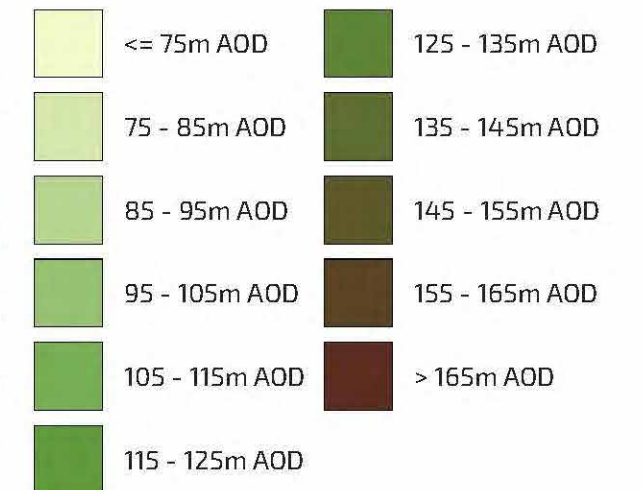 <= 75m AOD
75 - 85m AOD
85 - 95m AOD
95 - 105m AOD
105 - 115m AOD
115 - 125m AOD
125 - 135m AOD
135 - 145m AOD
145 - 155m AOD
155 - 165m AOD
> 165m AOD